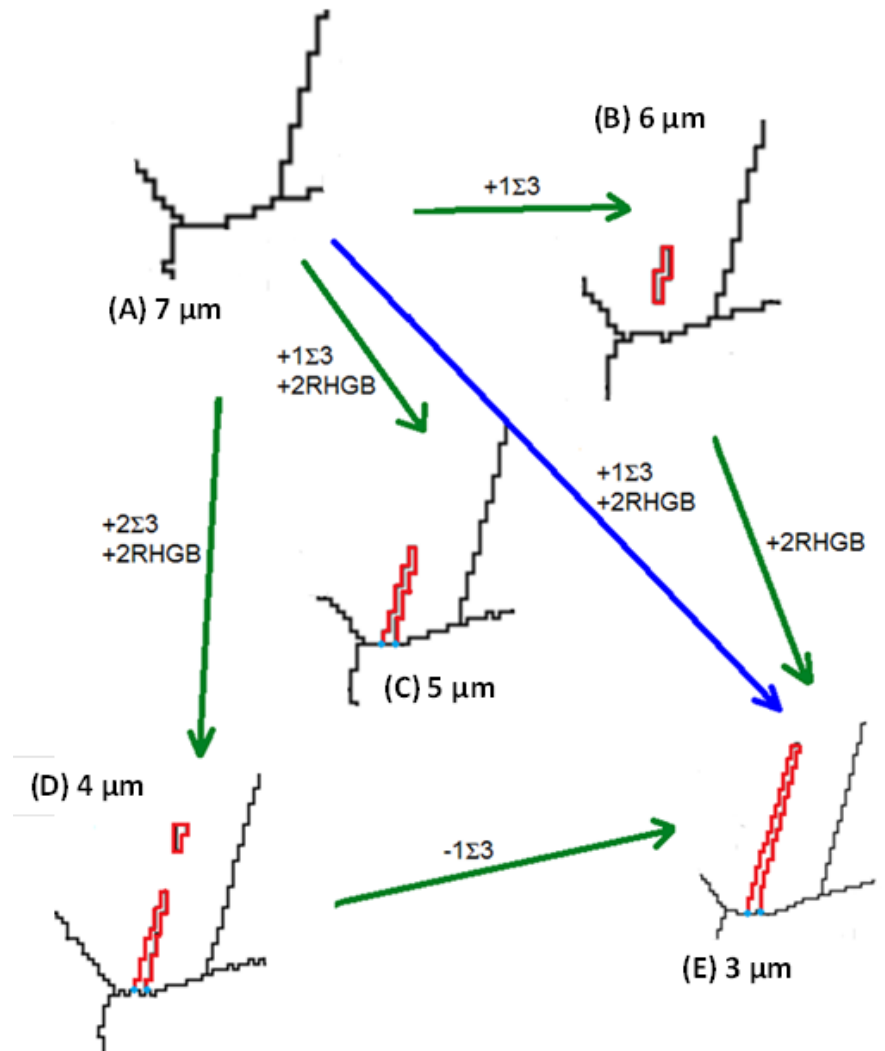 (B) 6 µm
+1Σ3
(A) 7 µm
+1Σ3
+2RHGB
+1Σ3
+2RHGB
+2Σ3
+2RHGB
+2RHGB
(C) 5 µm
(D) 4 µm
-1Σ3
(E) 3 µm